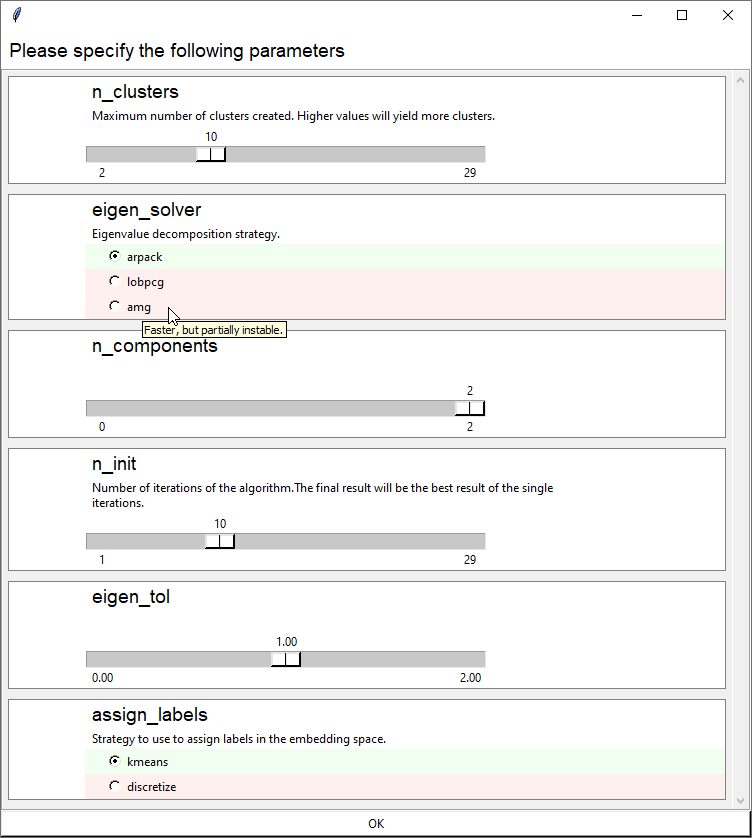 Please specify the following parameters
n_clusters
Maximum number of clusters created. Higher values will yield more clusters.
10
2 29
eigen_solver
Eigenvalue decomposition strategy.
arpack
lobpcg
amg
Faster, but partially instable.
n_components
2
0 2
n_init
Number of iterations of the algorithm.The final result will be the best result of the single
iterations.
10
1 29
eigen_tol
1.00
0.00 2.00
assign_labels
Strategy to use to assign labels in the embedding space.
kmeans
discretize
OK